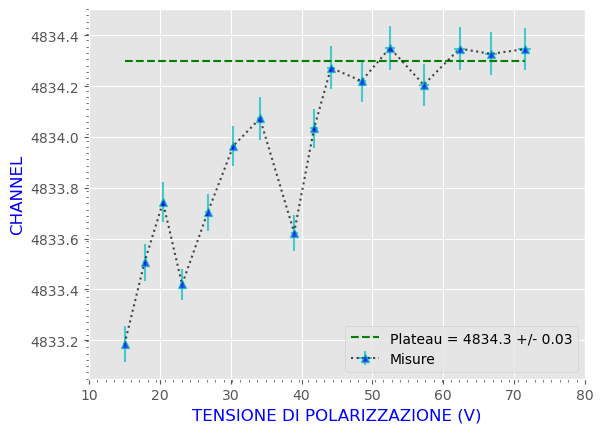 4834.4
4834.2
4834.0
4833.8
4833.6
4833.4
4833.2
CHANNEL
Plateau = 4834.3 +/- 0.03
Misure
10 20 30 40 50 60 70 80
TENSIONE DI POLARIZZAZIONE (V)